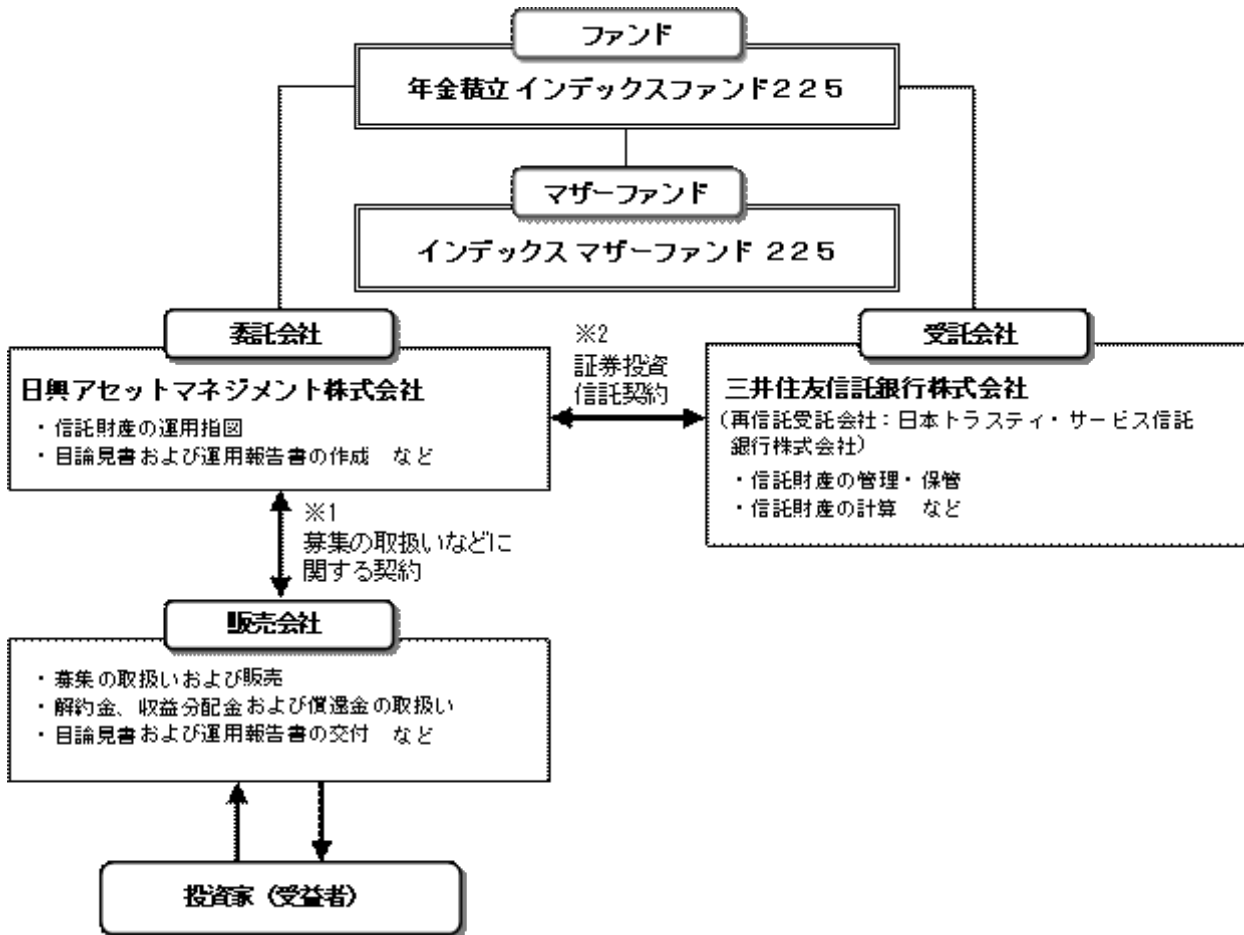 ファンド
年金積立 インデックスファンド２２５
マザーファンド
インデックス マザーファンド ２２５
委託会社
日興アセットマネジメント株式会社
・信託財産の運用指図
・目論見書および運用報告書の作成　など
※2
証券投資
信託契約
受託会社
三井住友信託銀行株式会社
（再信託受託会社：日本トラスティ・サービス信託
銀行株式会社）
・信託財産の管理・保管
・信託財産の計算　など
※1
募集の取扱いなどに
関する契約
販売会社
・募集の取扱いおよび販売
・解約金、収益分配金および償還金の取扱い
・目論見書および運用報告書の交付　など
投資家（受益者）